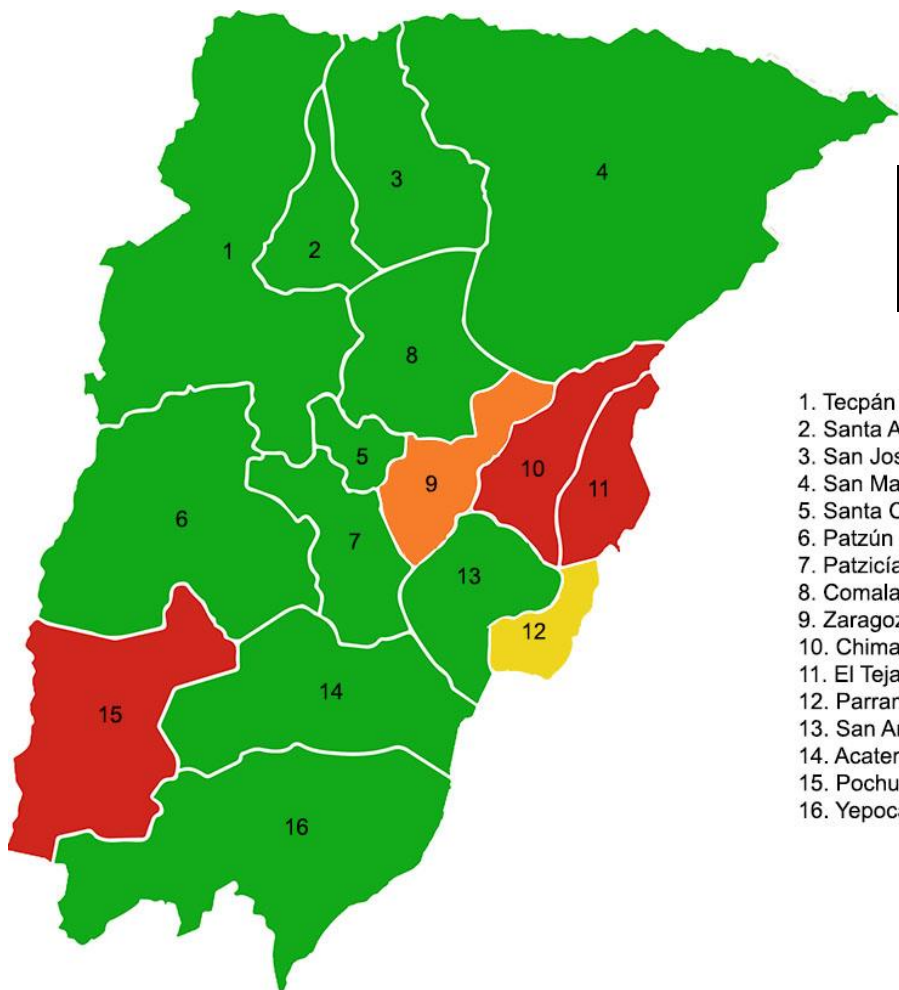 3
4
1
2
8
5
9
10
11
6
7
13
12
14
15
16
1. Tecpán
2. Santa A
3. San Jos
4. San Ma
5. Santa C
6. Patzún
7. Patzicía
8. Comala
9. Zaragoz
10. Chima
11. El Teja
12. Parran
13. San An
14. Acaten
15. Pochu
16. Yepoca